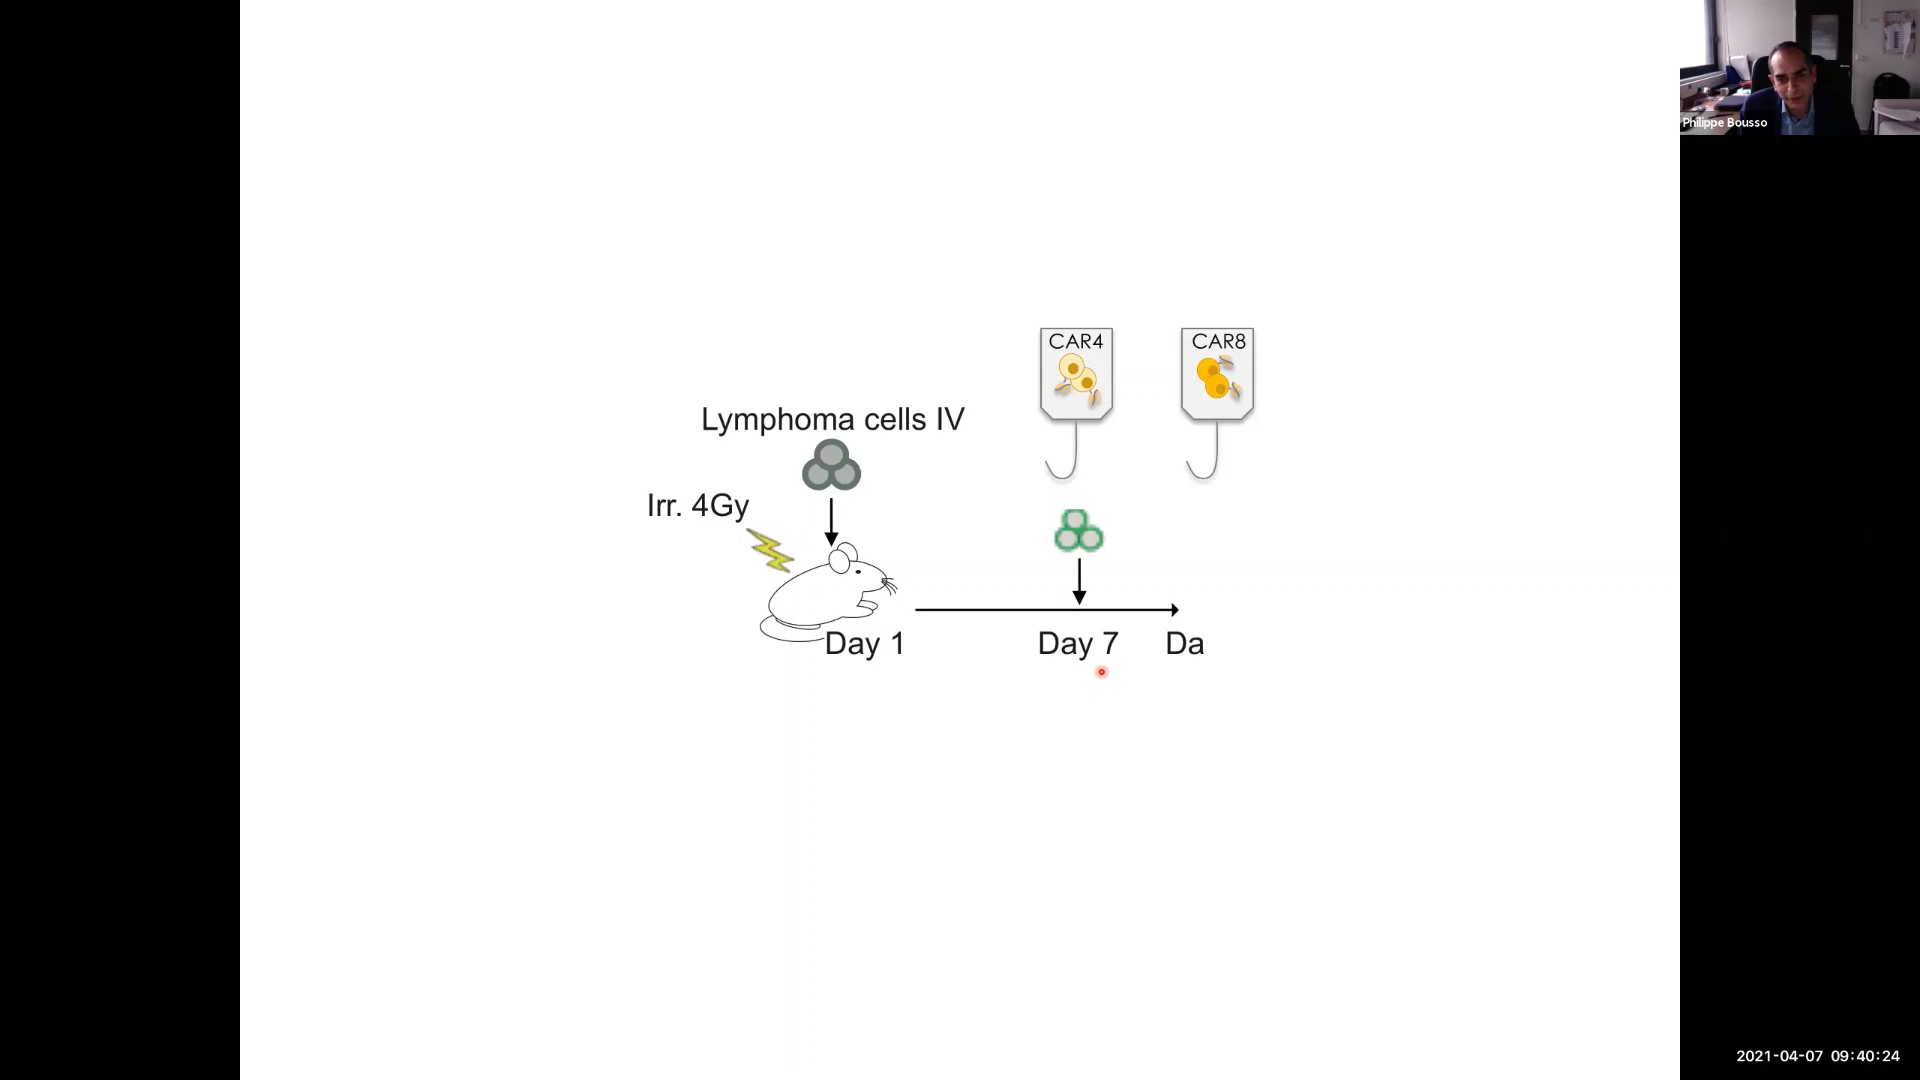 Philippe Bousso
CAR4
CAR8
Lymphoma cells IV
Irr. 4Gy
Day 1
Day 7
Da
2021-04-07 09:40:24